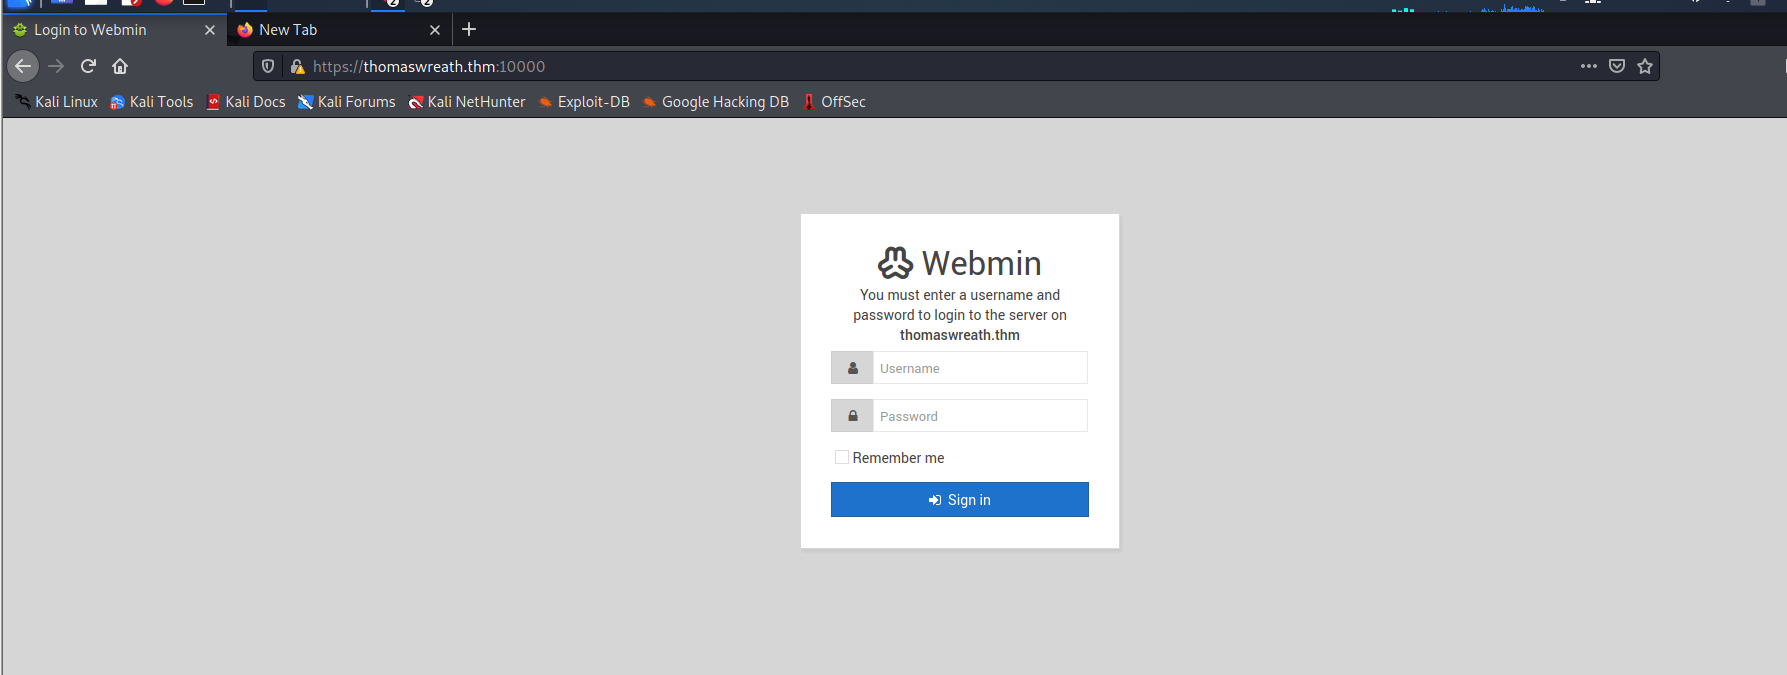 Login to Webmin New Tab
https://thomaswreath.thm:10000
Kali Linux Kali Tools Kali Docs Kali Forums Kali NetHunter Exploit-DB Google Hacking DB OffSec
Webmin
You must enter a username and
password to login to the server on
thomaswreath.thm
Username
Password
Remember me
Sign in